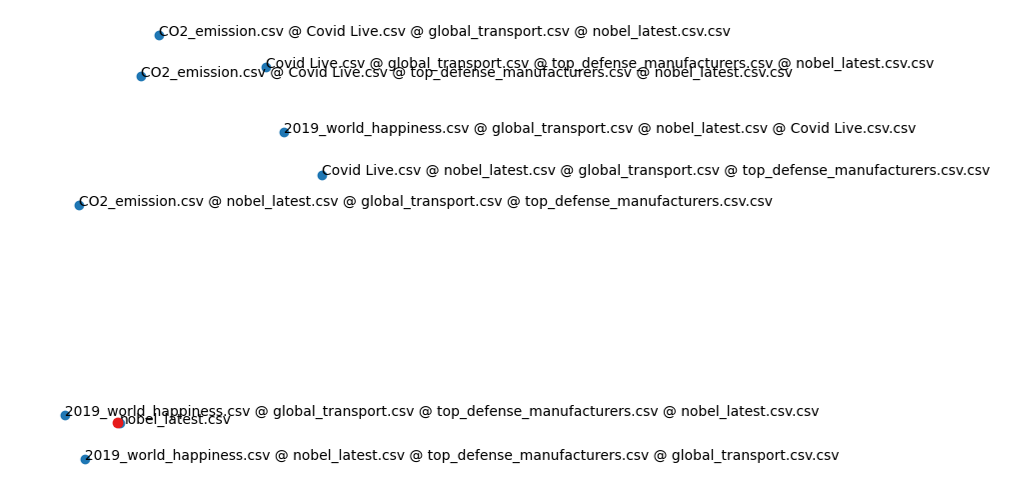 CO2_emission.csv @ Covid Live.csv @ global_transport.csv @ nobel_latest.csv.csv
Covid Live.csv @ global_transport.csv @ top_defense_manufacturers.csv @ nobel_latest.csv.csv
CO2_emission.csv @ Covid Live.csv @ top_defense_manufacturers.csv @ nobel_latest.csv.csv
2019_world_happiness.csv @ global_transport.csv @ nobel_latest.csv @ Covid Live.csv.csv
Covid Live.csv @ nobel_latest.csv @ global_transport.csv @ top_defense_manufacturers.csv.csv
CO2_emission.csv @ nobel_latest.csv @ global_transport.csv @ top_defense_manufacturers.csv.csv
2019_world_happiness.csv @ global_transport.csv @ top_defense_manufacturers.csv @ nobel_latest.csv.csv
nobel_latest.csv
2019_world_happiness.csv @ nobel_latest.csv @ top_defense_manufacturers.csv @ global_transport.csv.csv